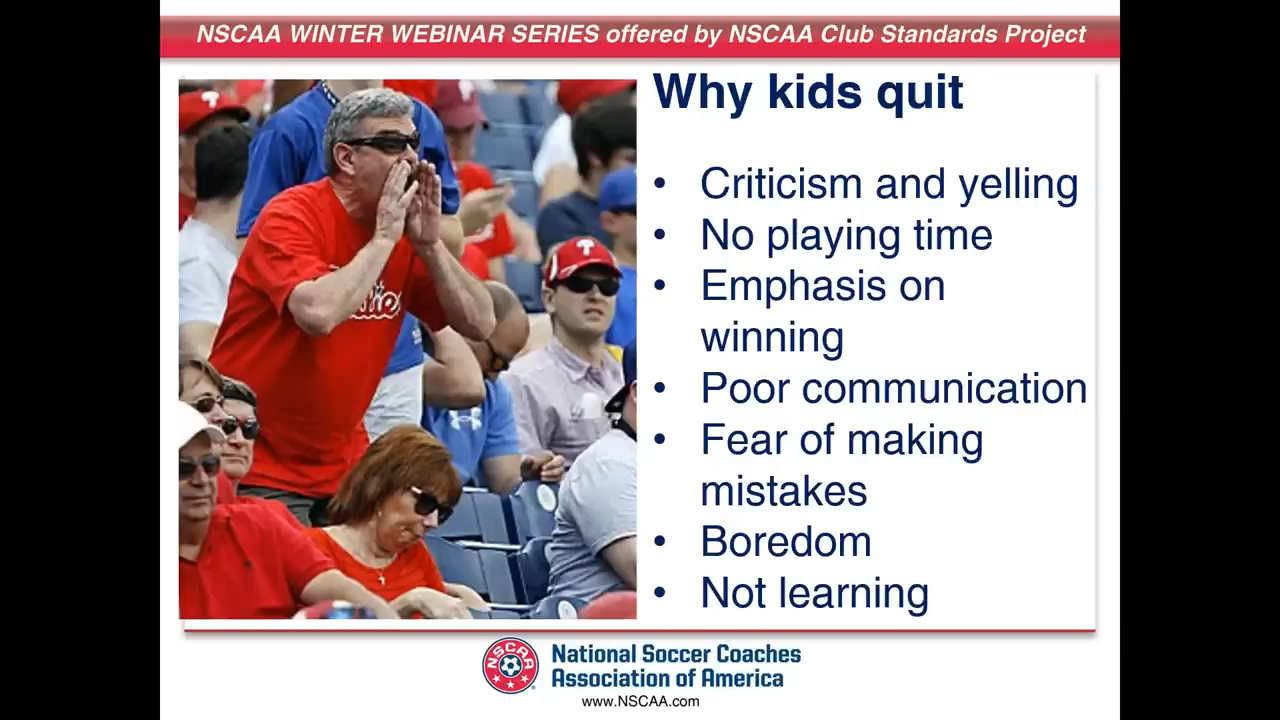 NSCAA WINTER WEBINAR SERIES offered by NSCAA Club Standards Project
Why kids quit
• Criticism and yelling
• No playing time
• Emphasis on
winning
• Poor communication
• Fear of making
mistakes
• Boredom
• Not learning
NSCAA
National Soccer Coaches
Association of America
www.NSCAA.com